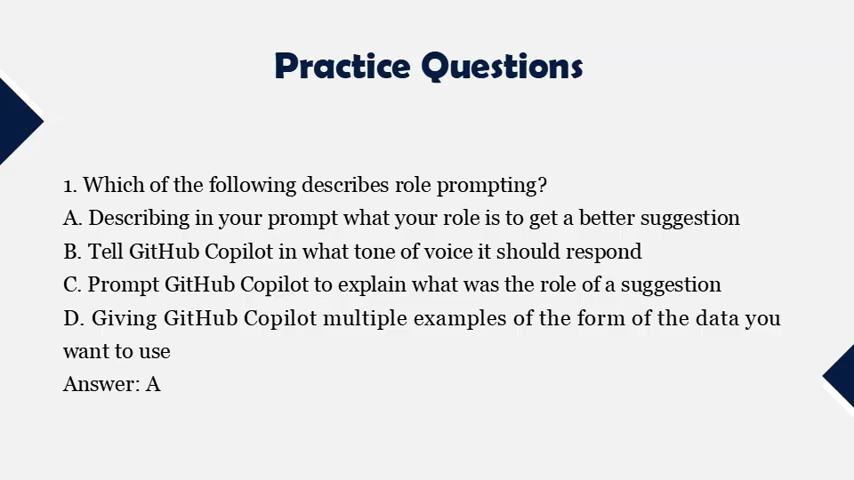 Practice Questions
1. Which of the following describes role prompting?
A. Describing in your prompt what your role is to get a better suggestion
B. Tell GitHub Copilot in what tone of voice it should respond
C. Prompt GitHub Copilot to explain what was the role of a suggestion
D. Giving GitHub Copilot multiple examples of the form of the data you
want to use
Answer: A